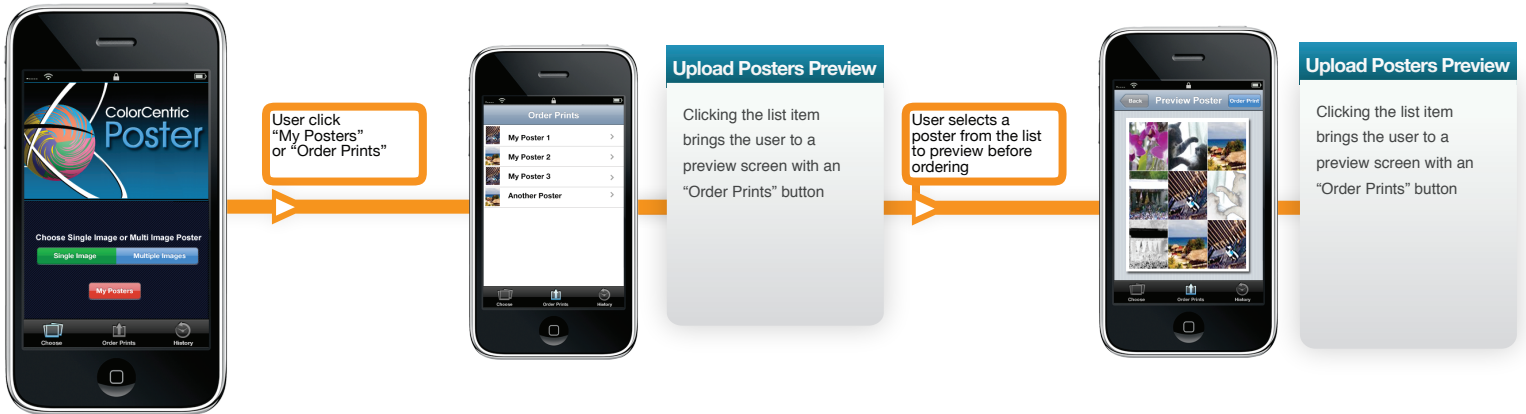 ColorCentric
Poster
Choose Single Image or Multi Image Poster
Single Image
Multiple Images
My Posters
Choose
Order Prints
History
User click
“My Posters”
or “Order Prints”
Order Prints
My Poster 1
My Poster 2
My Poster 3
Another Poster
Choose
Order Prints
History
Upload Posters Preview
Clicking the list item
brings the user to a
preview screen with an
“Order Prints” button
User selects a
poster from the list
to preview before
ordering
Back
Preview Poster
Order Print
Choose
Order Prints
History
Upload Posters Preview
Clicking the list item
brings the user to a
preview screen with an
“Order Prints” button